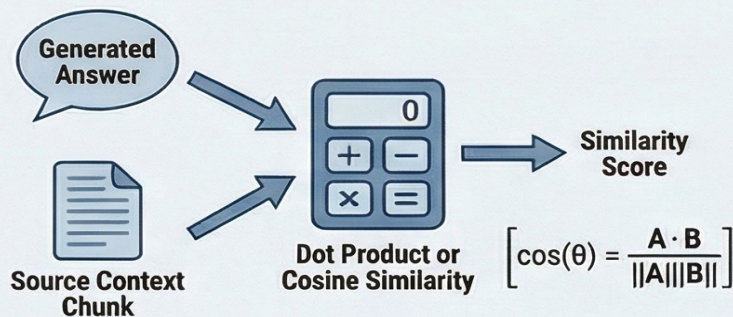 Generated
Answer
0
+ −
× =
Similarity
Score
Source Context
Chunk
Dot Product or
Cosine Similarity
[cos(θ) = A · B / ||A||||B||]